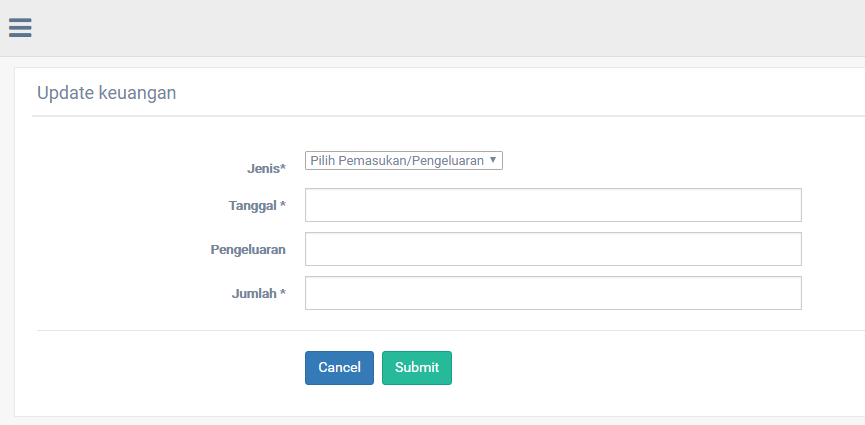 Update keuangan
Jenis* Pilih Pemasukan/Pengeluaran
Tanggal *
Pengeluaran
Jumlah *
Cancel Submit